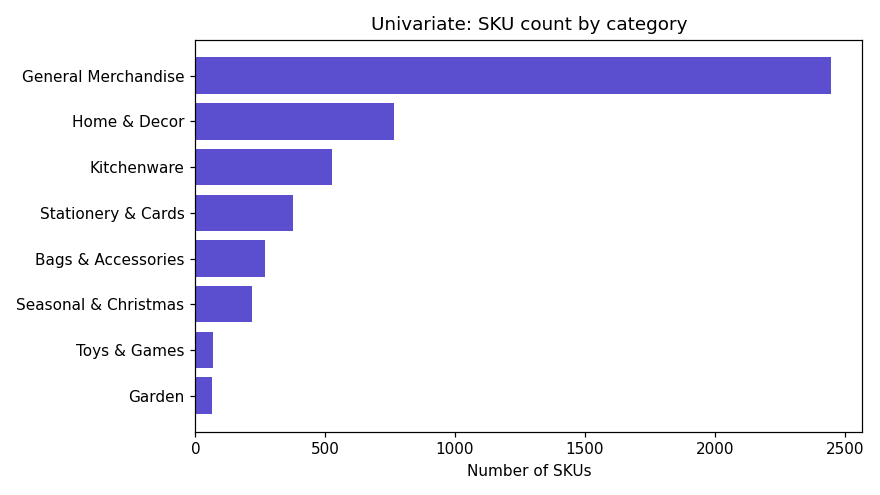 Univariate: SKU count by category
General Merchandise
Home & Decor
Kitchenware
Stationery & Cards
Bags & Accessories
Seasonal & Christmas
Toys & Games
Garden
0 500 1000 1500 2000 2500
Number of SKUs